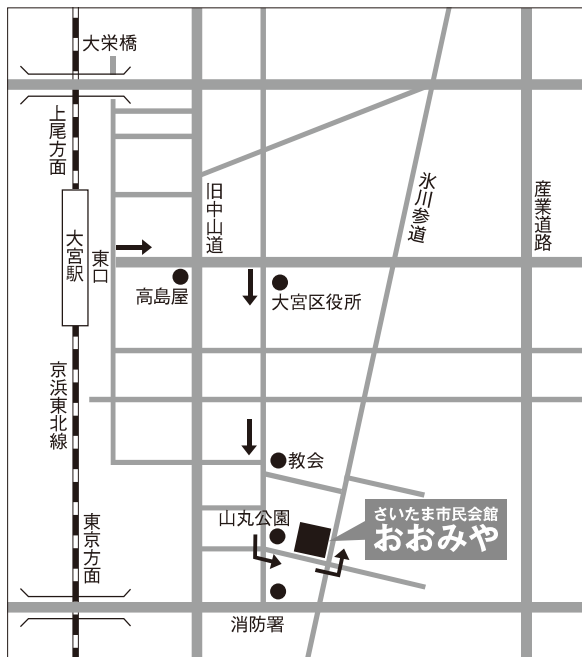 大栄橋
上尾方面
大宮駅
東口
旧中山道
氷川参道
産業道路
高島屋
大宮区役所
京浜東北線
教会
山丸公園
さいたま市民会館
おおみや
東京方面
消防署